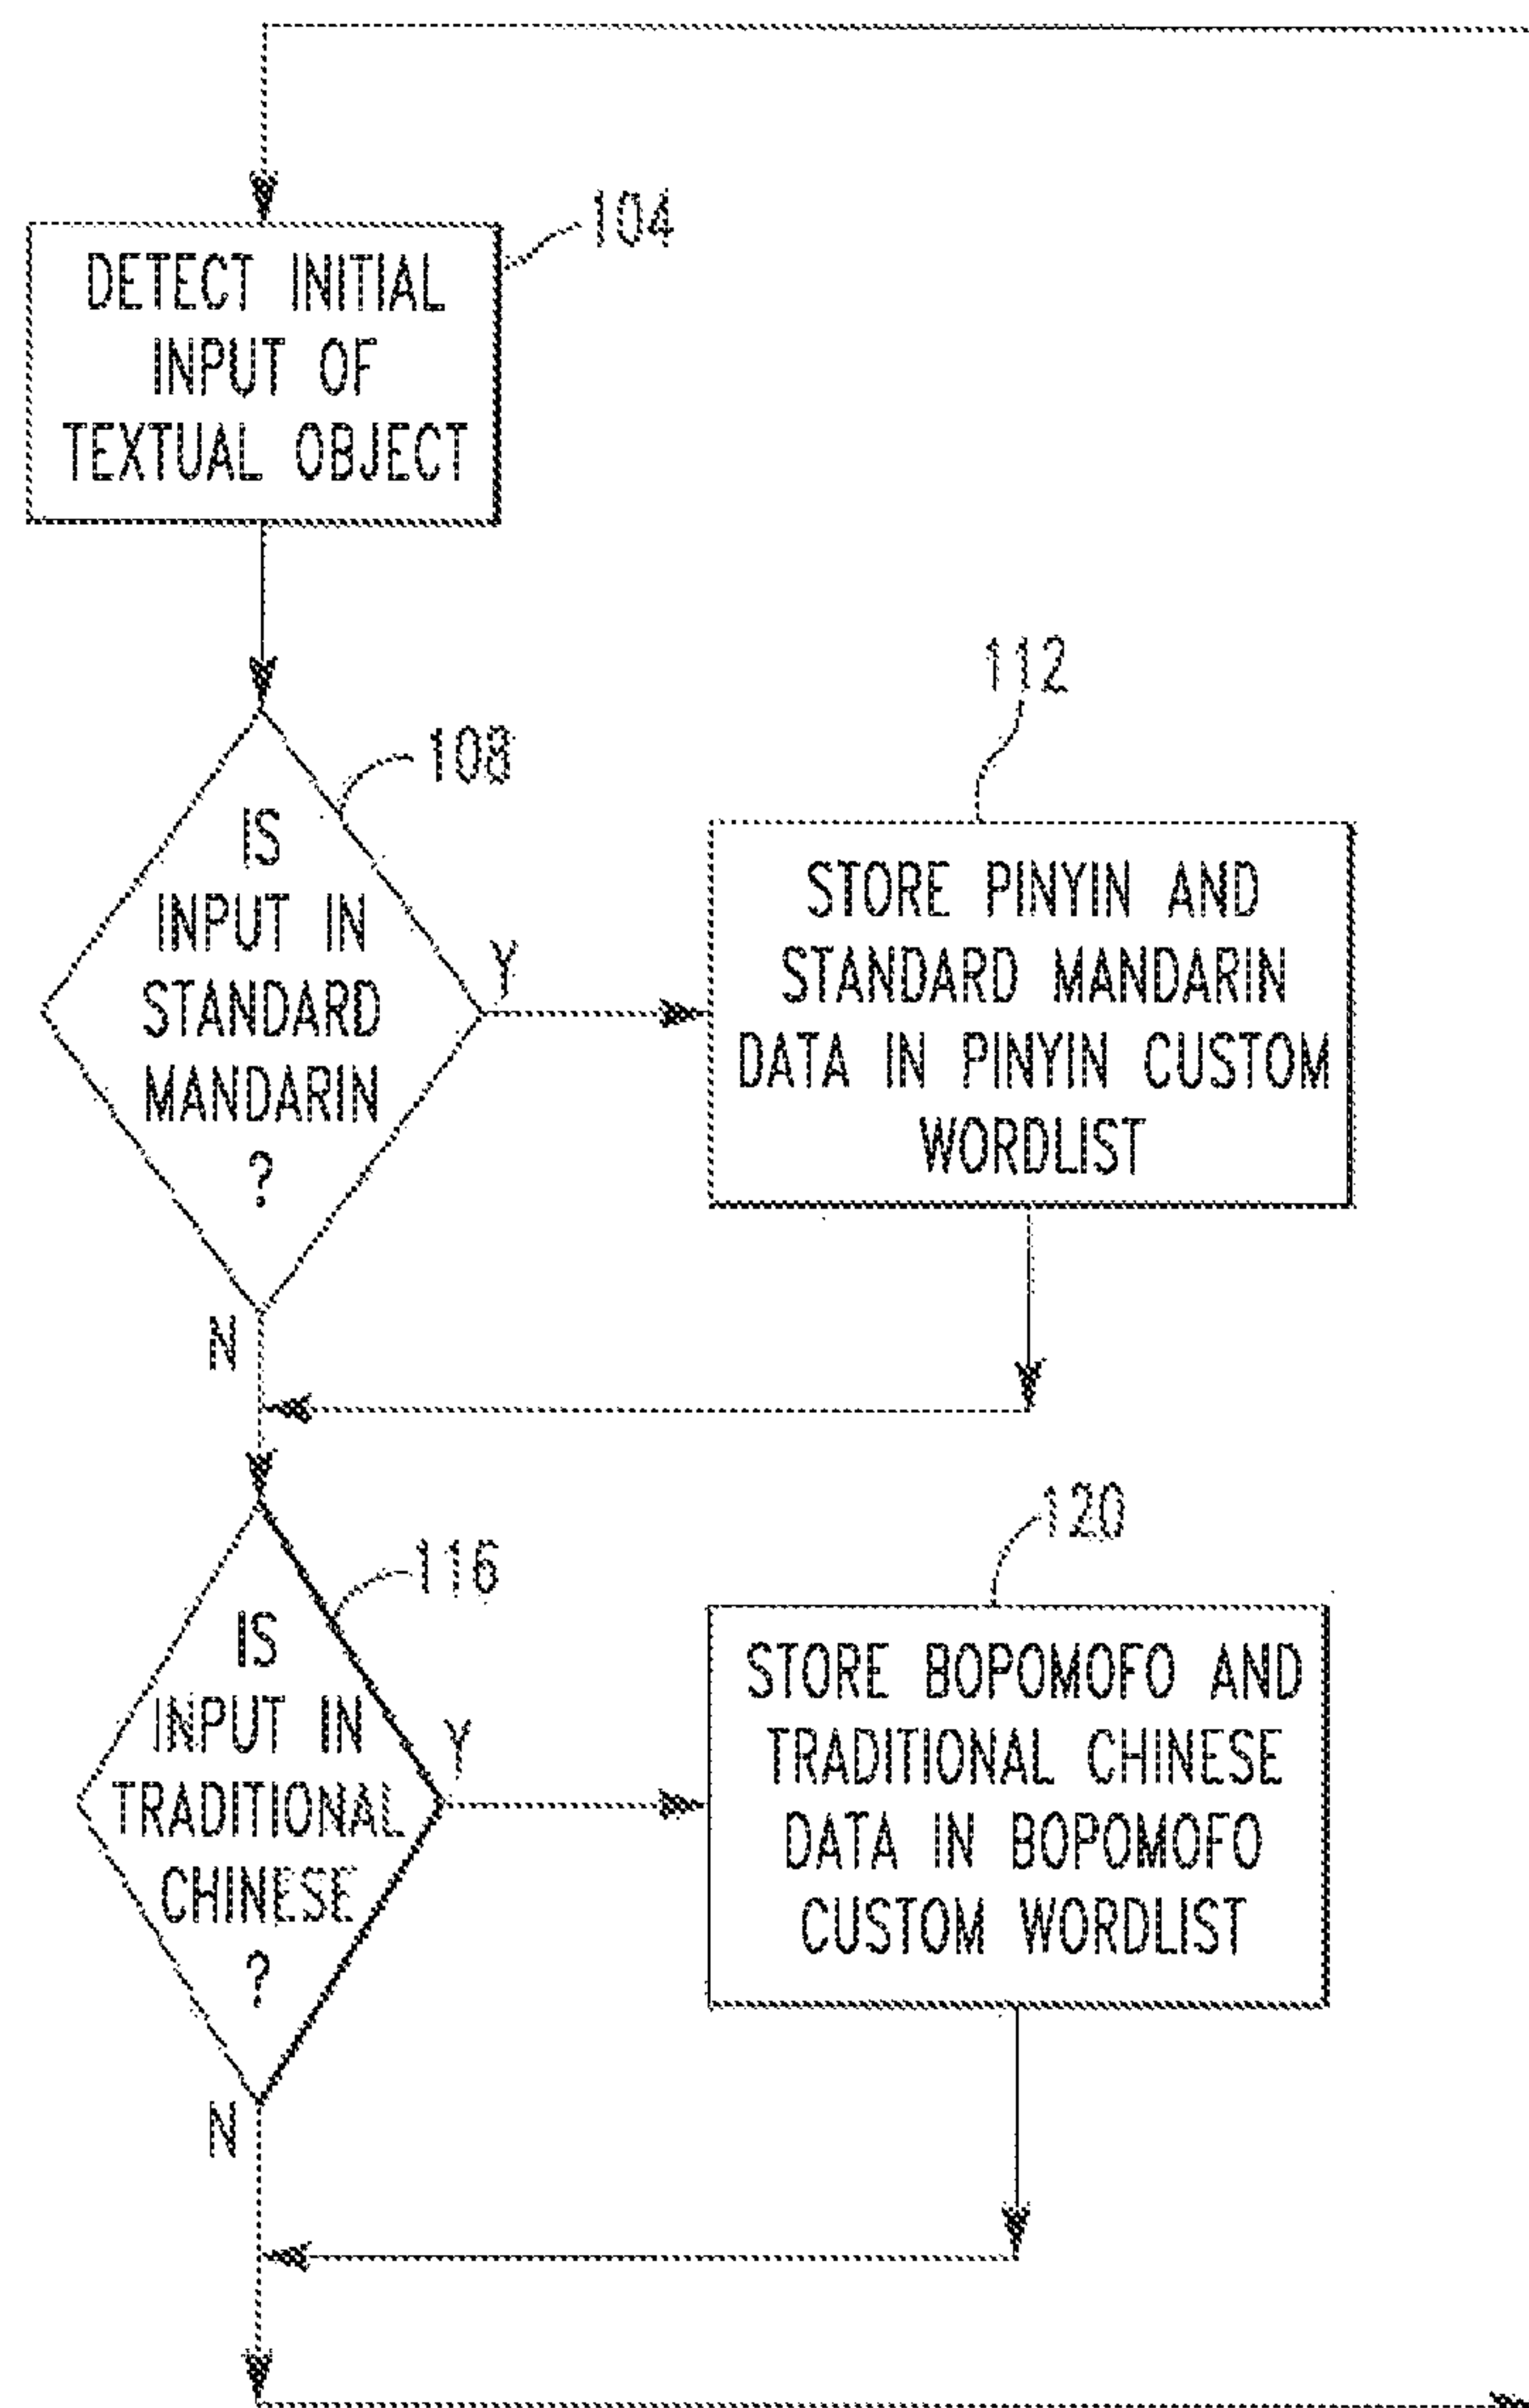 104
DETECT INITIAL
INPUT OF
TEXTUAL OBJECT
108
IS
INPUT IN
STANDARD
MANDARIN
?
Y
N
112
STORE PINYIN AND
STANDARD MANDARIN
DATA IN PINYIN CUSTOM
WORDLIST
116
IS
INPUT IN
TRADITIONAL
CHINESE
?
Y
N
120
STORE BOPOMOFO AND
TRADITIONAL CHINESE
DATA IN BOPOMOFO
CUSTOM WORDLIST